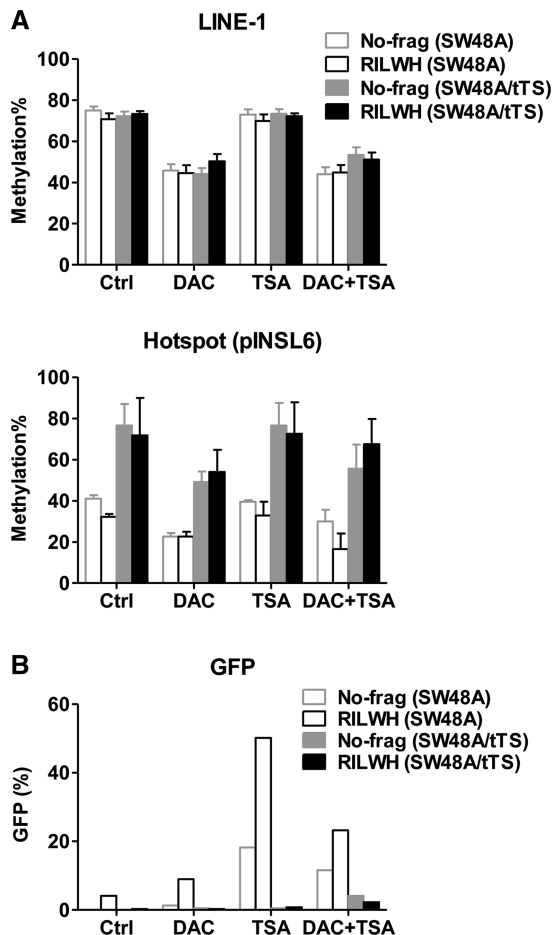 A
LINE-1
No-frag (SW48A)
RILWH (SW48A)
No-frag (SW48A/tTS)
RILWH (SW48A/tTS)
Methylation%
100
80
60
40
20
0
Ctrl DAC TSA DAC+TSA
Hotspot (pINSL6)
Methylation%
100
80
60
40
20
0
Ctrl DAC TSA DAC+TSA
B
GFP
No-frag (SW48A)
RILWH (SW48A)
No-frag (SW48A/tTS)
RILWH (SW48A/tTS)
GFP (%)
60
40
20
0
Ctrl DAC TSA DAC+TSA